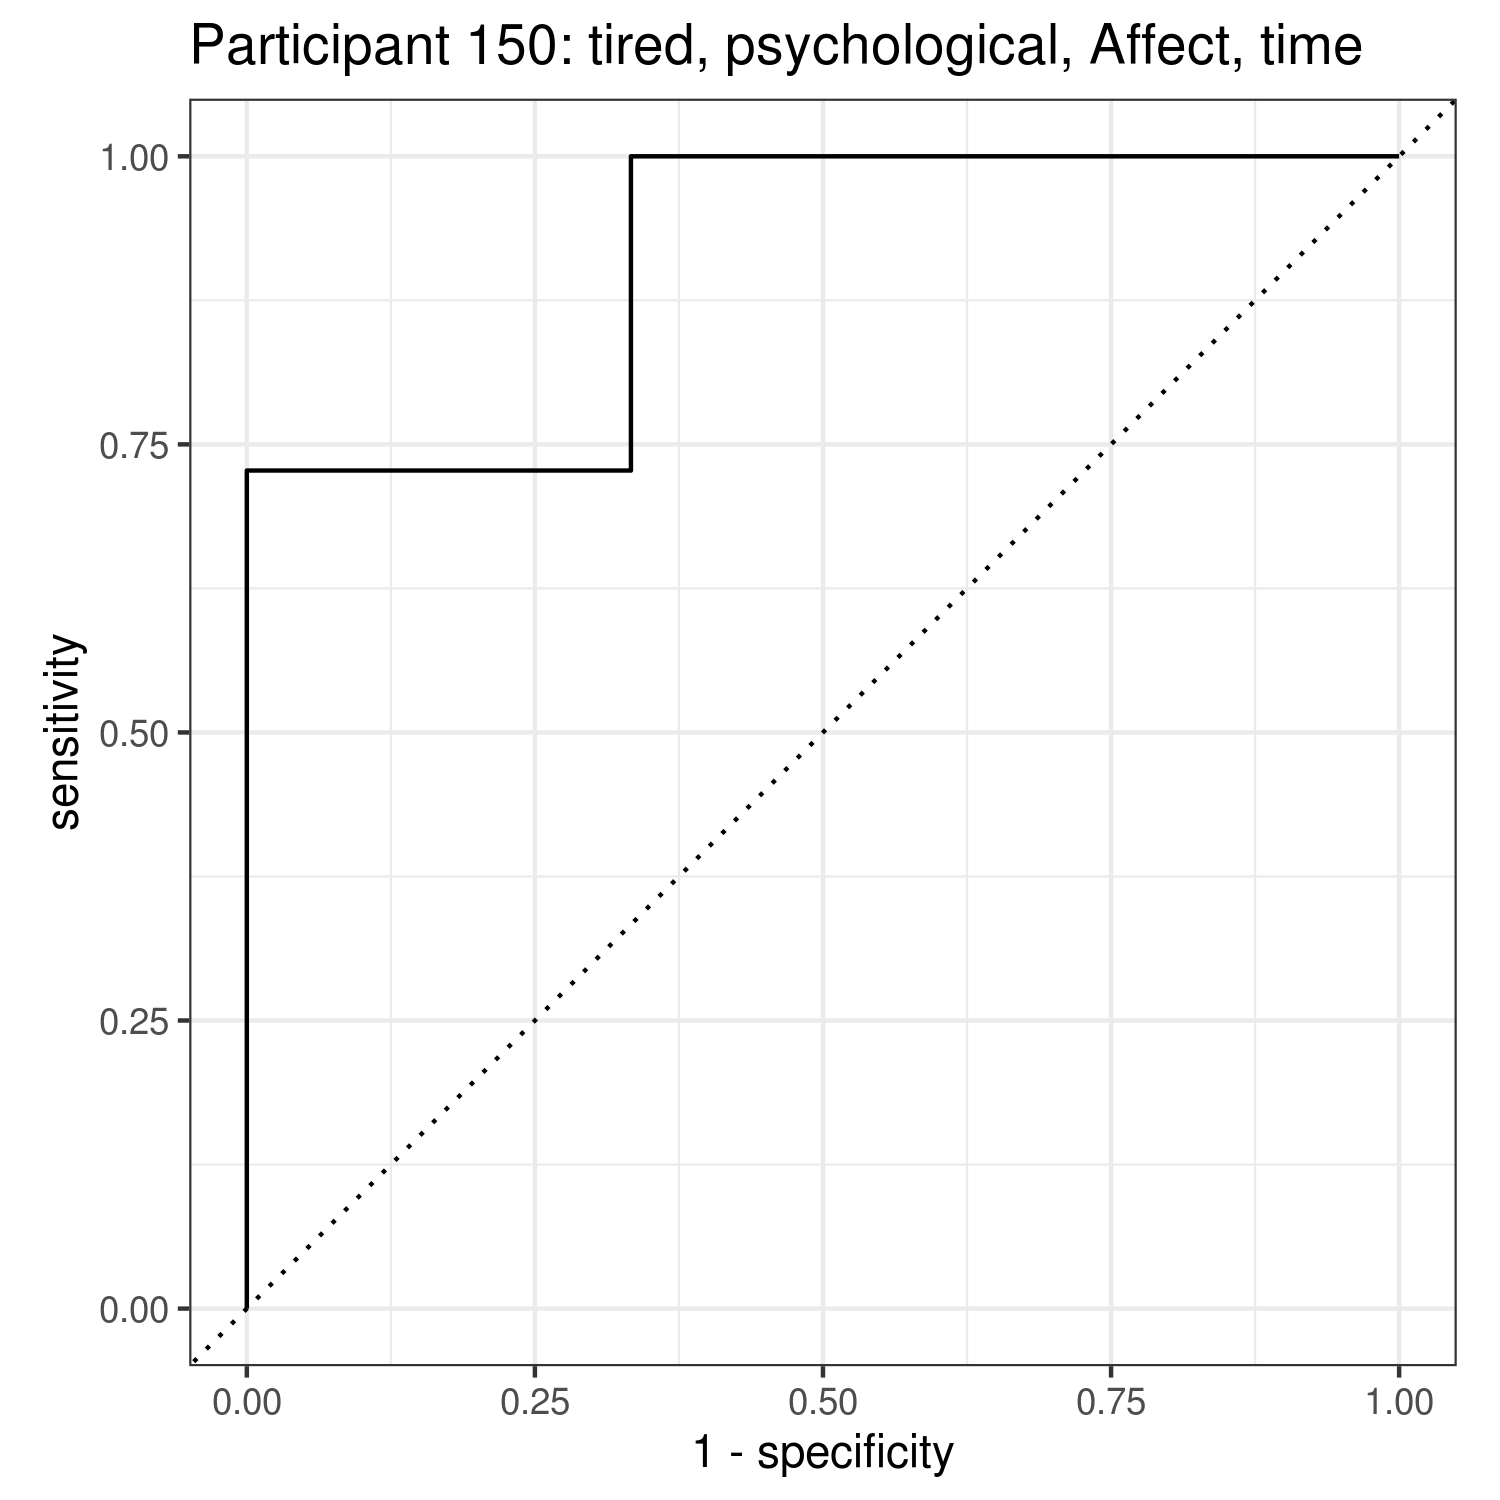 Participant 150: tired, psychological, Affect, time
1.00
0.75
0.50
0.25
0.00
sensitivity
0.00 0.25 0.50 0.75 1.00
1 - specificity